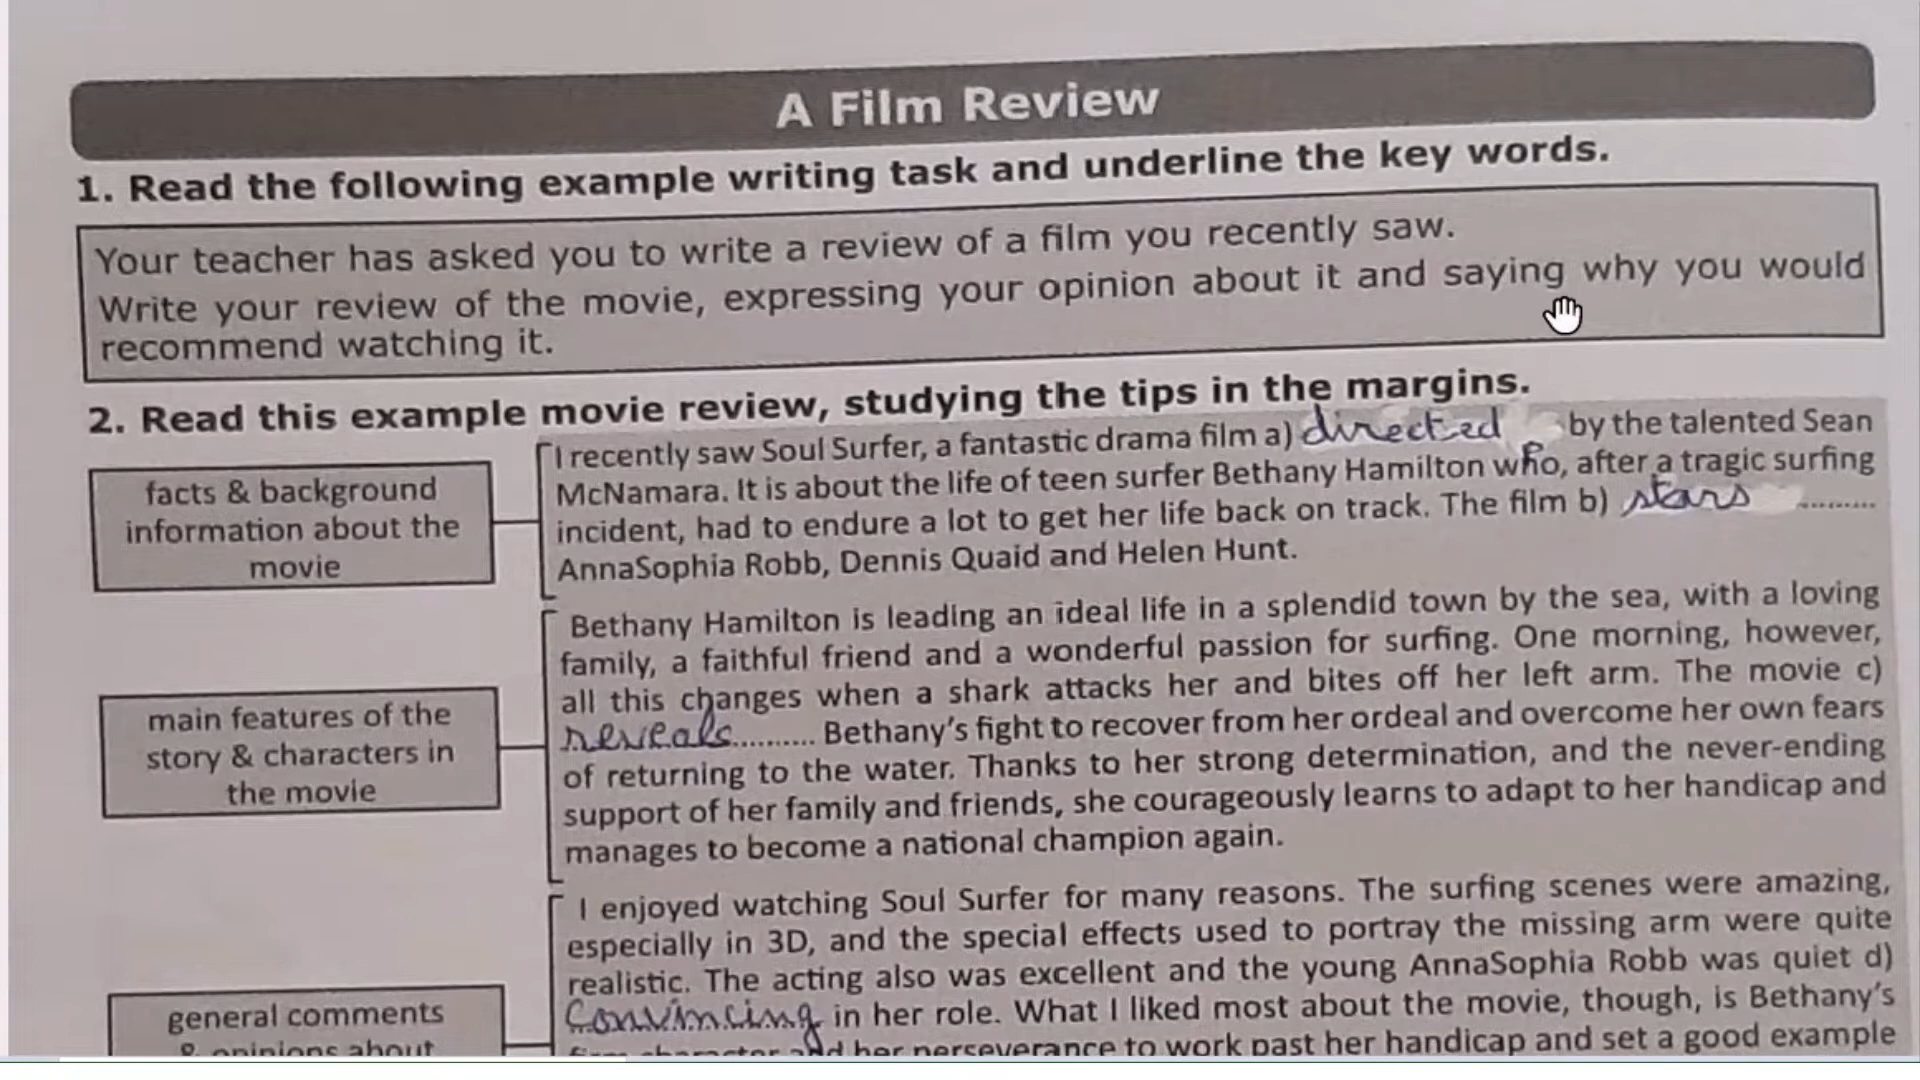 A Film Review
1. Read the following example writing task and underline the key words.
Your teacher has asked you to write a review of a film you recently saw.
Write your review of the movie, expressing your opinion about it and saying why you would
recommend watching it.
2. Read this example movie review, studying the tips in the margins.
facts & background
information about the
movie
I recently saw Soul Surfer, a fantastic drama film a) directed by the talented Sean
McNamara. It is about the life of teen surfer Bethany Hamilton who, after a tragic surfing
incident, had to endure a lot to get her life back on track. The film b) stars ..........
AnnaSophia Robb, Dennis Quaid and Helen Hunt.
main features of the
story & characters in
the movie
Bethany Hamilton is leading an ideal life in a splendid town by the sea, with a loving
family, a faithful friend and a wonderful passion for surfing. One morning, however,
all this changes when a shark attacks her and bites off her left arm. The movie c)
reveals.......... Bethany's fight to recover from her ordeal and overcome her own fears
of returning to the water. Thanks to her strong determination, and the never-ending
support of her family and friends, she courageously learns to adapt to her handicap and
manages to become a national champion again.
general comments
& opinions about
I enjoyed watching Soul Surfer for many reasons. The surfing scenes were amazing,
especially in 3D, and the special effects used to portray the missing arm were quite
realistic. The acting also was excellent and the young AnnaSophia Robb was quiet d)
Convincing in her role. What I liked most about the movie, though, is Bethany's
firm character and her perseverance to work past her handicap and set a good example